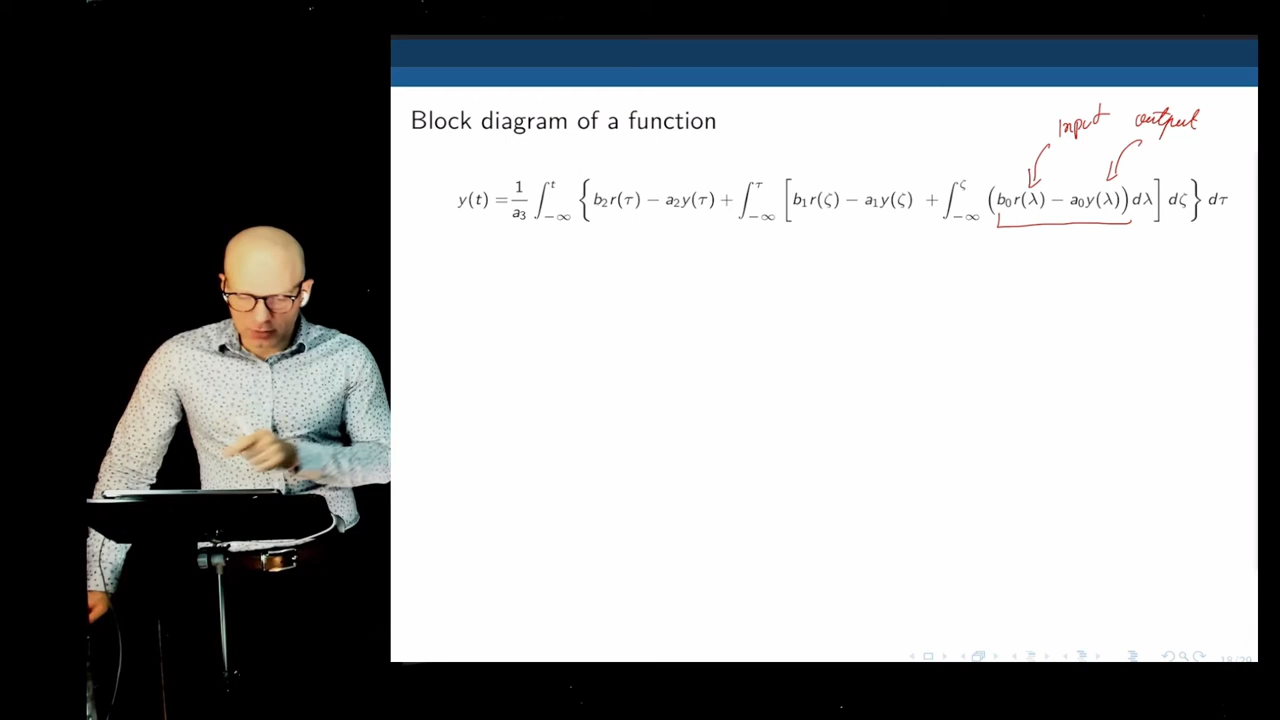 Block diagram of a function
input output
y(t) = 1/a₃ ∫_{−∞}^{t} { b₂r(τ) − a₂y(τ) + ∫_{−∞}^{τ} [ b₁r(ζ) − a₁y(ζ) + ∫_{−∞}^{ζ} (b₀r(λ) − a₀y(λ)) dλ ] dζ } dτ